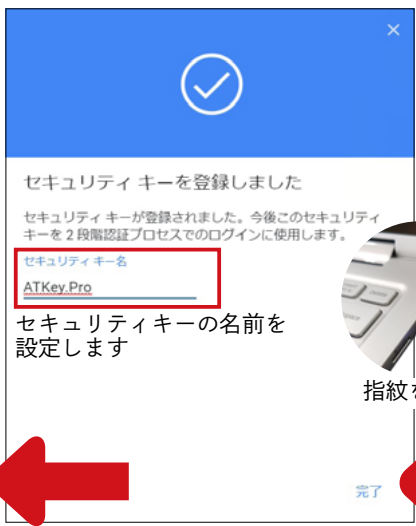 セキュリティ キーを登録しました
セキュリティ キーが登録されました。今後このセキュリティ
キーを 2 段階認証プロセスでのログインに使用します。
セキュリティ キー名
ATKey.Pro
セキュリティキーの名前を
設定します
指紋を
完了